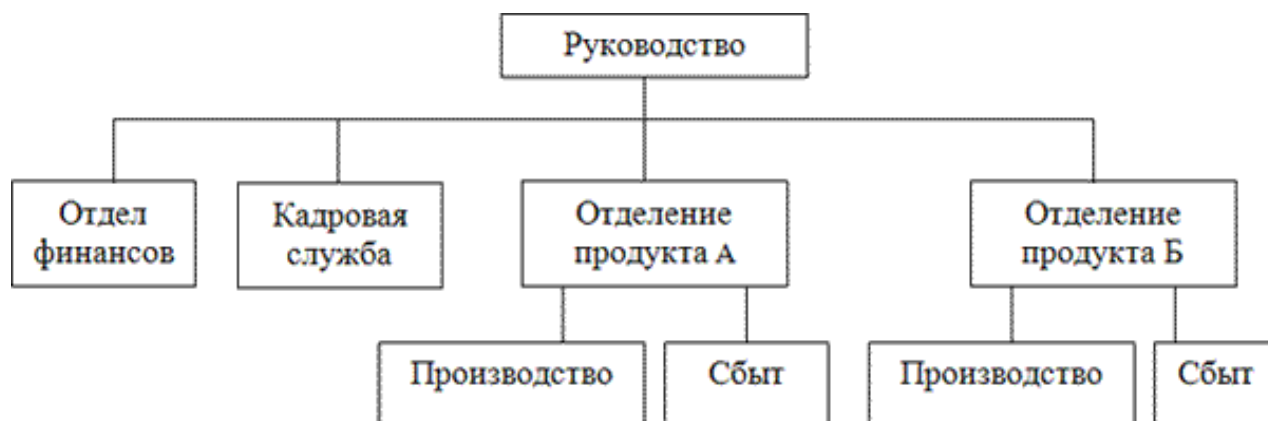 Руководство
Отдел
финансов
Кадровая
служба
Отделение
продукта А
Отделение
продукта Б
Производство
Сбыт
Производство
Сбыт